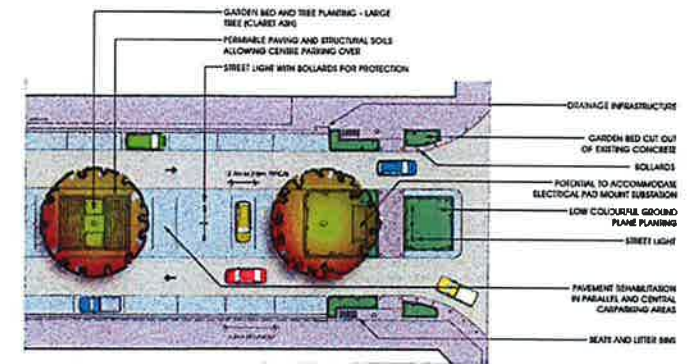 GARDEN BED AND TREE PLANTING - LARGE
TREE (CLARET ASH)
PERMIABLE PAVING AND STRUCTURAL SOILS
ALLOWING CENTRE PARKING OVER
STREET LIGHT WITH BOLLARDS FOR PROTECTION
DRAINAGE INFRASTRUCTURE
GARDEN BED CUT OUT
OF EXISTING CONCRETE
BOLLARDS
POTENTIAL TO ACCOMMODASE
ELECTRICAL PAD MOUNT SUBSTATION
LOW COLOURFUL GROUND
PLANE PLANTING
STREET LIGHT
PAVEMENT REHABILITATION
IN PARALLEL AND CENTRAL
CARPARKING AREAS
SEATS AND LITTER BINS